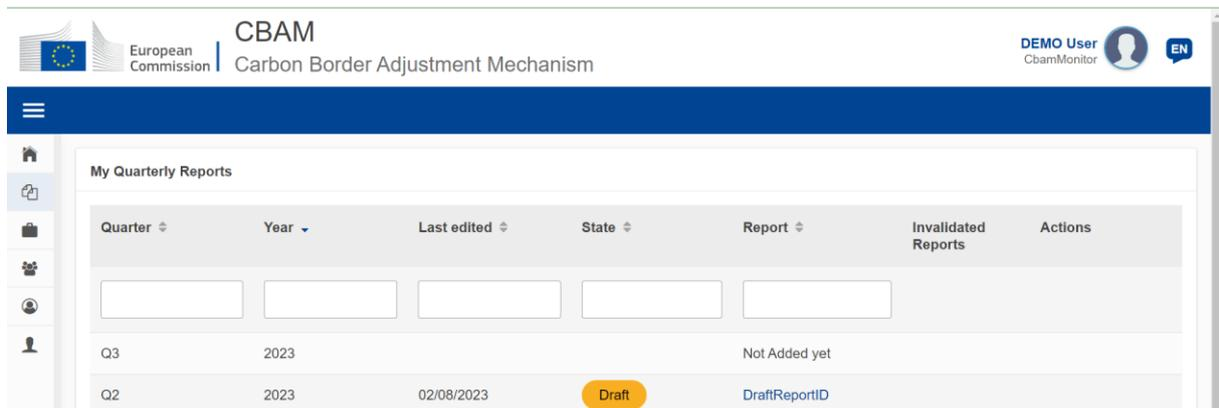 European
Commission
CBAM
Carbon Border Adjustment Mechanism
DEMO User
CbamMonitor
EN
My Quarterly Reports
Quarter Year Last edited State Report Invalidated Reports Actions
Q3 2023 Not Added yet
Q2 2023 02/08/2023 Draft DraftReportID